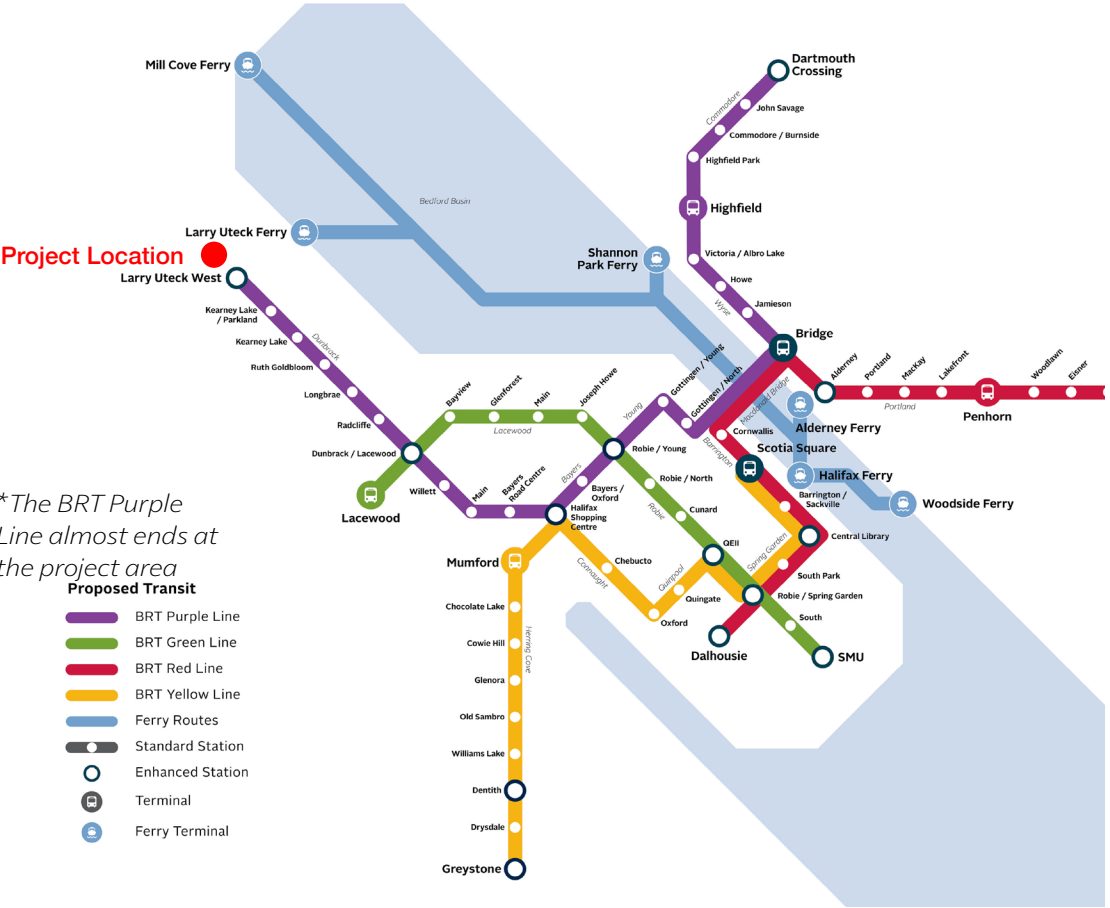 Mill Cove Ferry
Dartmouth
Crossing
Commodore
John Savage
Commodore / Burnside
Highfield Park
Bedford Basin
Highfield
Larry Uteck Ferry
Project Location
Shannon
Park Ferry
Victoria / Albro Lake
Larry Uteck West
Howe
Wyse
Jamieson
Kearney Lake
/ Parkland
Dunbrack
Kearney Lake
Ruth Goldbloom
Longbrae
Radcliffe
Dunbrack / Lacewood
Bridge
Gottingen / Young
Gottingen / North
Macdonald Bridge
Alderney
Portland
MacKay
Lakefront
Portland
Penhorn
Woodlawn
Eisner
Bayview
Glenforest
Main
Joseph Howe
Lacewood
Young
Cornwallis
Barrington
Alderney Ferry
Scotia Square
Robie / Young
Halifax Ferry
Willett
Main
Bayers
Road Centre
Bayers
Bayers /
Oxford
Robie / North
Robie
Barrington /
Sackville
Woodside Ferry
Lacewood
Halifax
Shopping
Centre
Cunard
Central Library
*The BRT Purple
Line almost ends at
the project area
QEII
Spring Garden
Mumford
Chebucto
Connaught
Quinpool
South Park
Quingate
Robie / Spring Garden
Chocolate Lake
Oxford
South
Herring Cove
Cowie Hill
Dalhousie
SMU
Glenora
Old Sambro
Williams Lake
Dentith
Drysdale
Greystone
Proposed Transit
BRT Purple Line
BRT Green Line
BRT Red Line
BRT Yellow Line
Ferry Routes
Standard Station
Enhanced Station
Terminal
Ferry Terminal